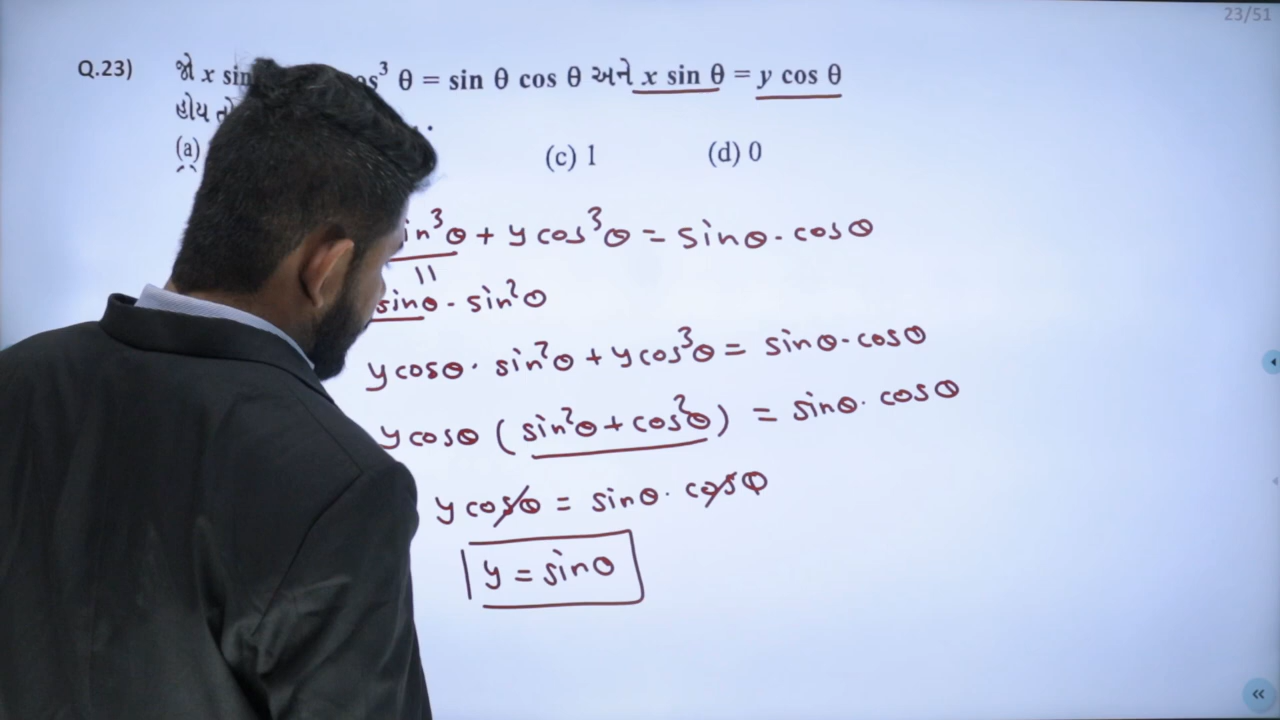 23/51
Q.23) જો x sin θ = sin θ cos θ અને x sin θ = y cos θ
હોય તો
(a) (c) 1 (d) 0
in³θ + y cos³θ = sinθ · cosθ
||
sinθ · sin²θ
y cosθ · sin²θ + y cos³θ = sinθ · cosθ
y cosθ ( sin²θ + cos²θ ) = sinθ · cosθ
y cosθ = sinθ · cosθ
y = sinθ